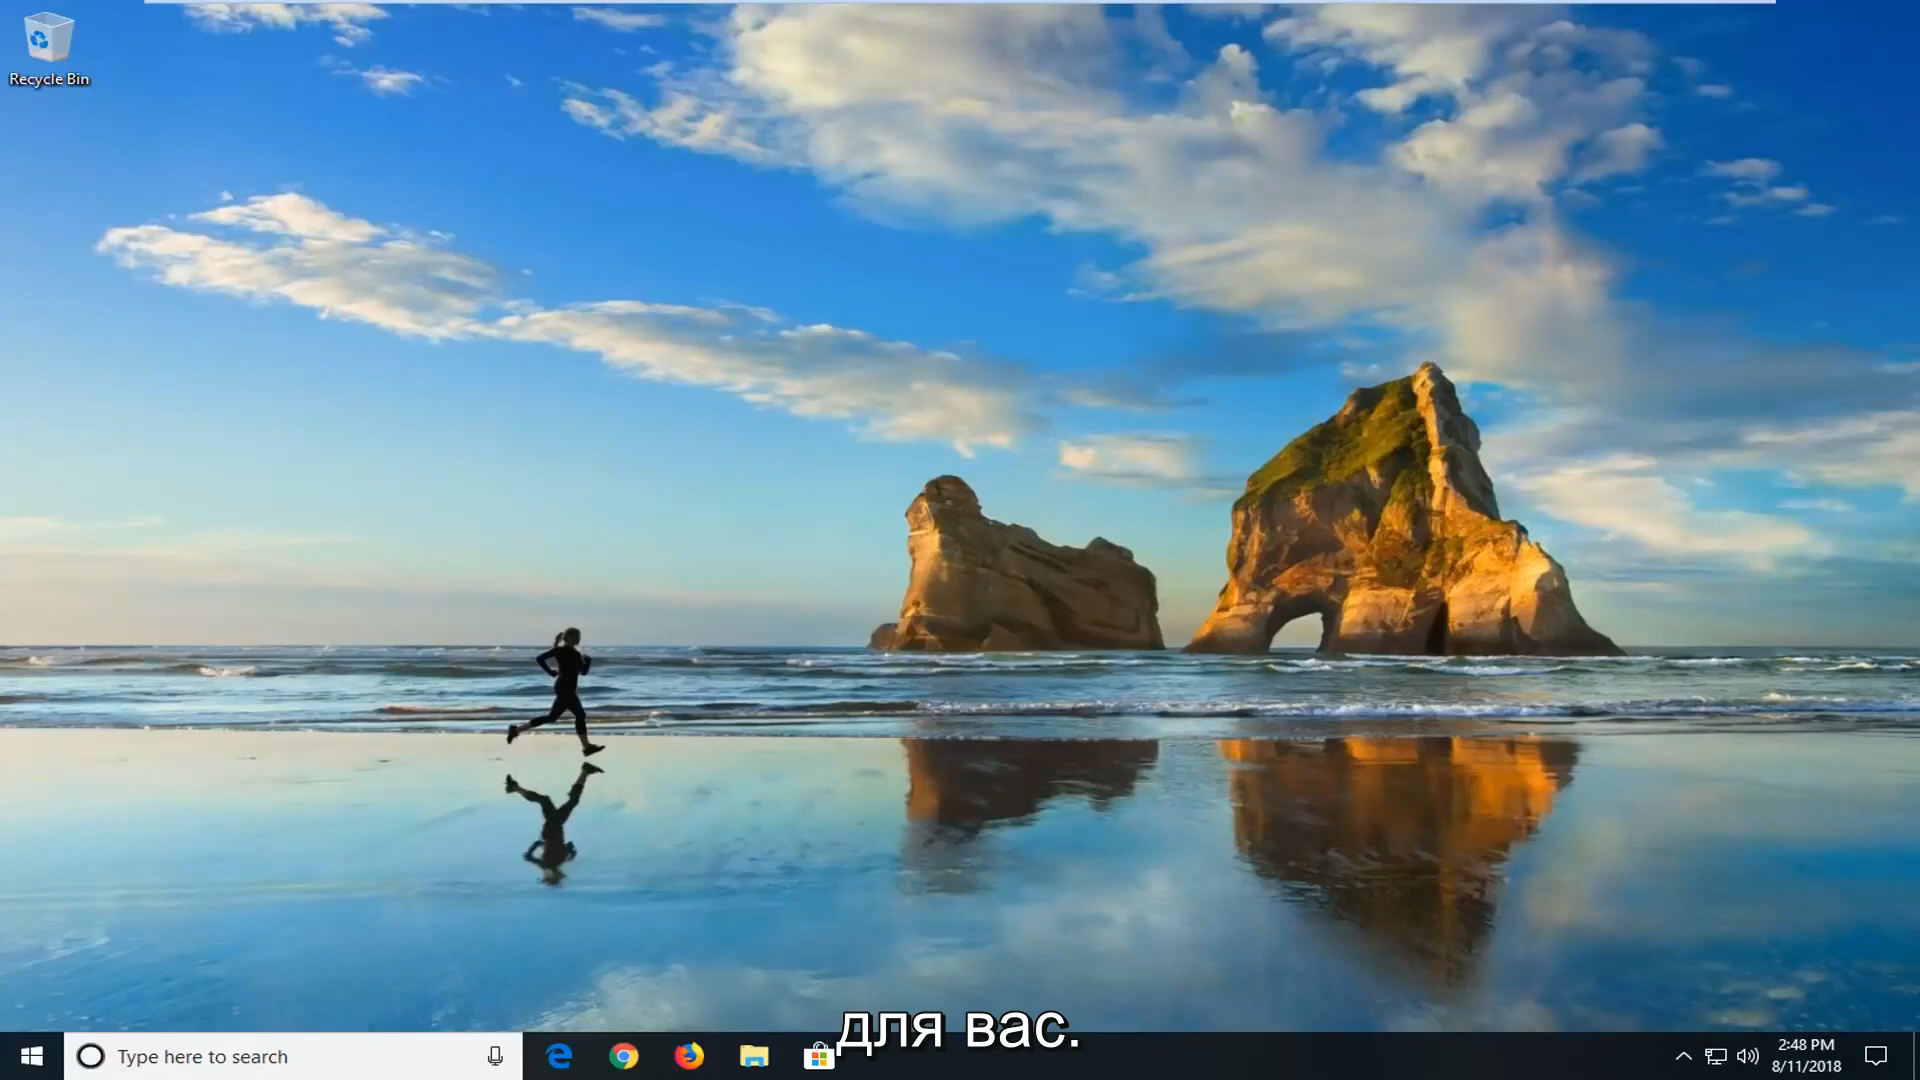 Recycle Bin
для вас.
Type here to search
2:48 PM
8/11/2018